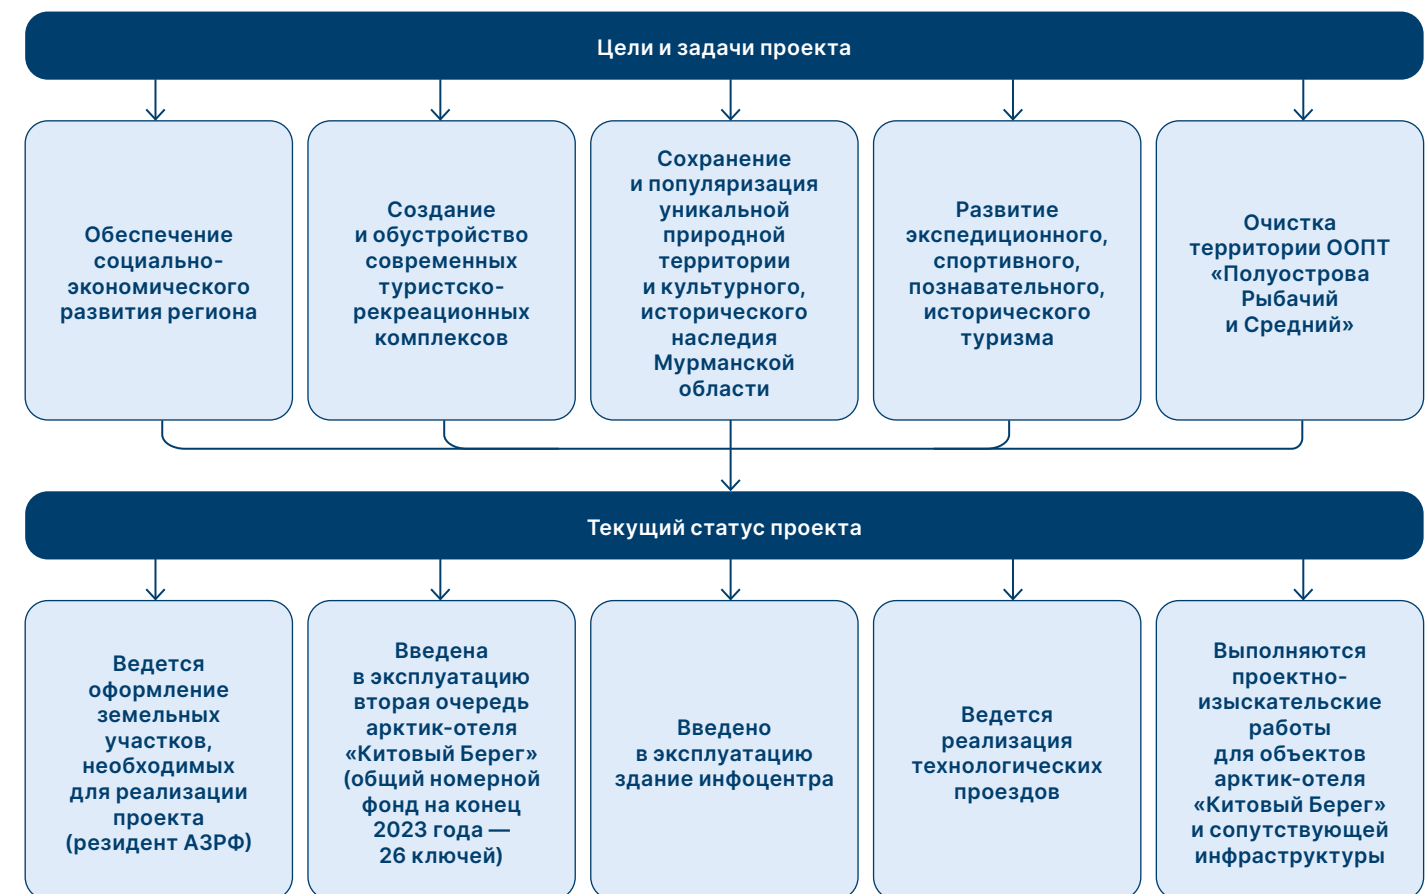 Цели и задачи проекта
Обеспечение
социально-
экономического
развития региона
Создание
и обустройство
современных
туристско-
рекреационных
комплексов
Сохранение
и популяризация
уникальной
природной
территории
и культурного,
исторического
наследия
Мурманской
области
Развитие
экспедиционного,
спортивного,
познавательного,
исторического
туризма
Очистка
территории ООПТ
«Полуострова
Рыбачий
и Средний»
Текущий статус проекта
Ведется
оформление
земельных
участков,
необходимых
для реализации
проекта
(резидент АЗРФ)
Введена
в эксплуатацию
вторая очередь
арктик-отеля
«Китовый Берег»
(общий номерной
фонд на конец
2023 года —
26 ключей)
Введено
в эксплуатацию
здание инфоцентра
Ведется
реализация
технологических
проездов
Выполняются
проектно-
изыскательские
работы
для объектов
арктик-отеля
«Китовый Берег»
и сопутствующей
инфраструктуры